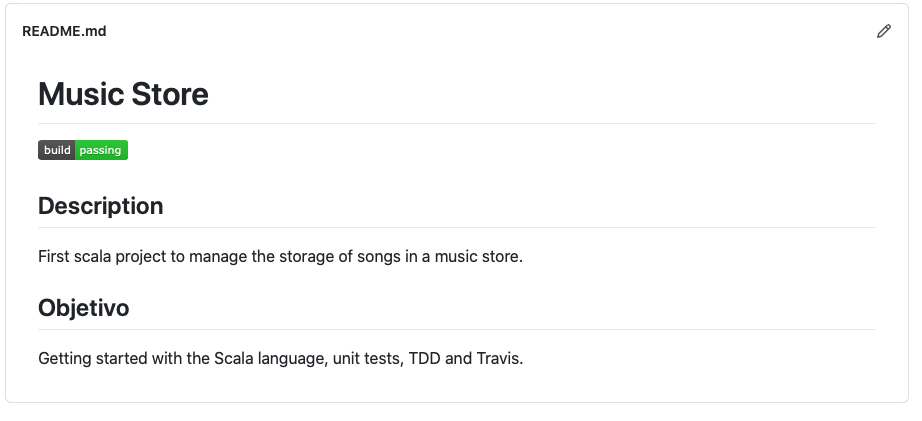 README.md
Music Store
build passing
Description
First scala project to manage the storage of songs in a music store.
Objetivo
Getting started with the Scala language, unit tests, TDD and Travis.